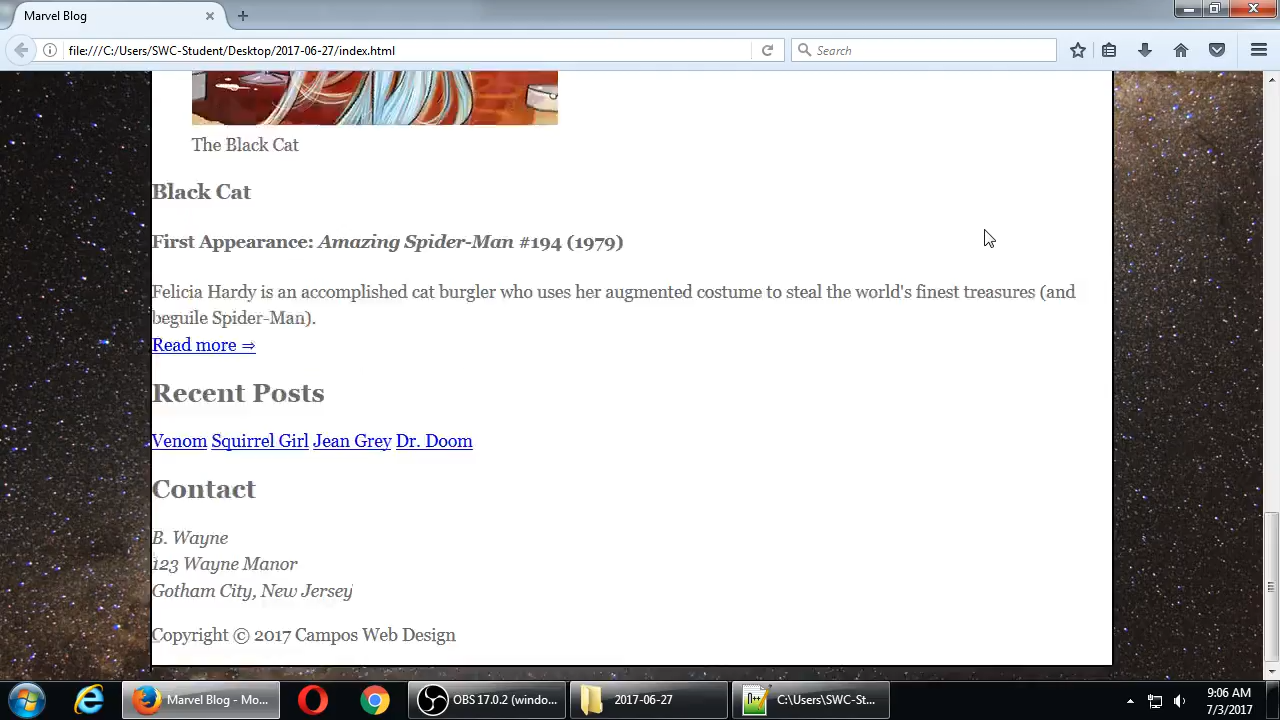 Marvel Blog
file:///C:/Users/SWC-Student/Desktop/2017-06-27/index.html
Search
The Black Cat
Black Cat
First Appearance: Amazing Spider-Man #194 (1979)
Felicia Hardy is an accomplished cat burgler who uses her augmented costume to steal the world's finest treasures (and
beguile Spider-Man).
Read more ⇒
Recent Posts
Venom Squirrel Girl Jean Grey Dr. Doom
Contact
B. Wayne
123 Wayne Manor
Gotham City, New Jersey
Copyright © 2017 Campos Web Design
Marvel Blog - Mo...
OBS 17.0.2 (windo...
2017-06-27
C:\Users\SWC-St...
9:06 AM
7/3/2017